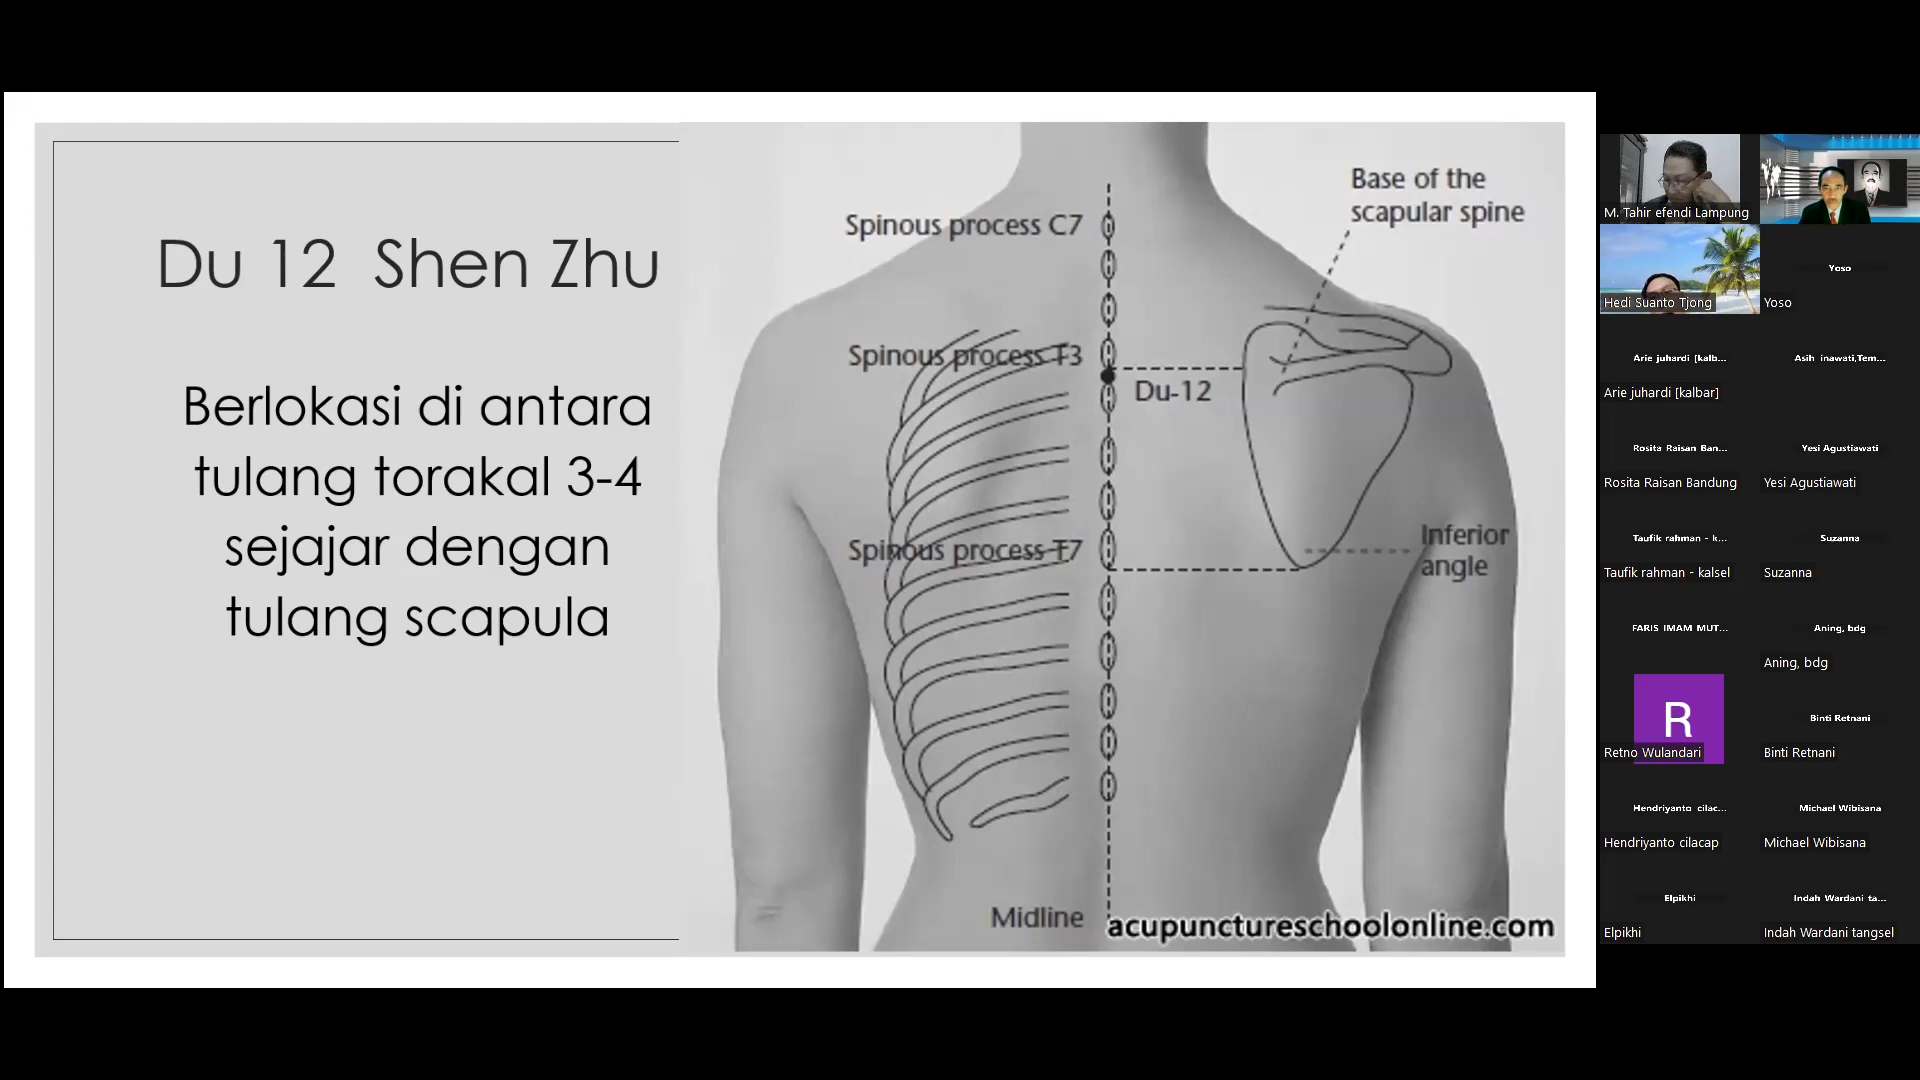 Du 12  Shen Zhu
Berlokasi di antara
tulang torakal 3-4
sejajar dengan
tulang scapula
Base of the
scapular spine
Spinous process C7
Spinous process T3
Du-12
Spinous process T7
Inferior
angle
Midline
acupunctureschoolonline.com
M. Tahir efendi Lampung
Hedi Suanto Tjong
Yoso
Yoso
Arie juhardi [kalb...
Arie juhardi [kalbar]
Asih inawati,Tem...
Rosita Raisan Ban...
Rosita Raisan Bandung
Yesi Agustiawati
Yesi Agustiawati
Taufik rahman - k...
Taufik rahman - kalsel
Suzanna
Suzanna
FARIS IMAM MUT...
Aning, bdg
Aning, bdg
R
Retno Wulandari
Binti Retnani
Binti Retnani
Hendriyanto cilac...
Hendriyanto cilacap
Michael Wibisana
Michael Wibisana
Elpikhi
Elpikhi
Indah Wardani ta...
Indah Wardani tangsel